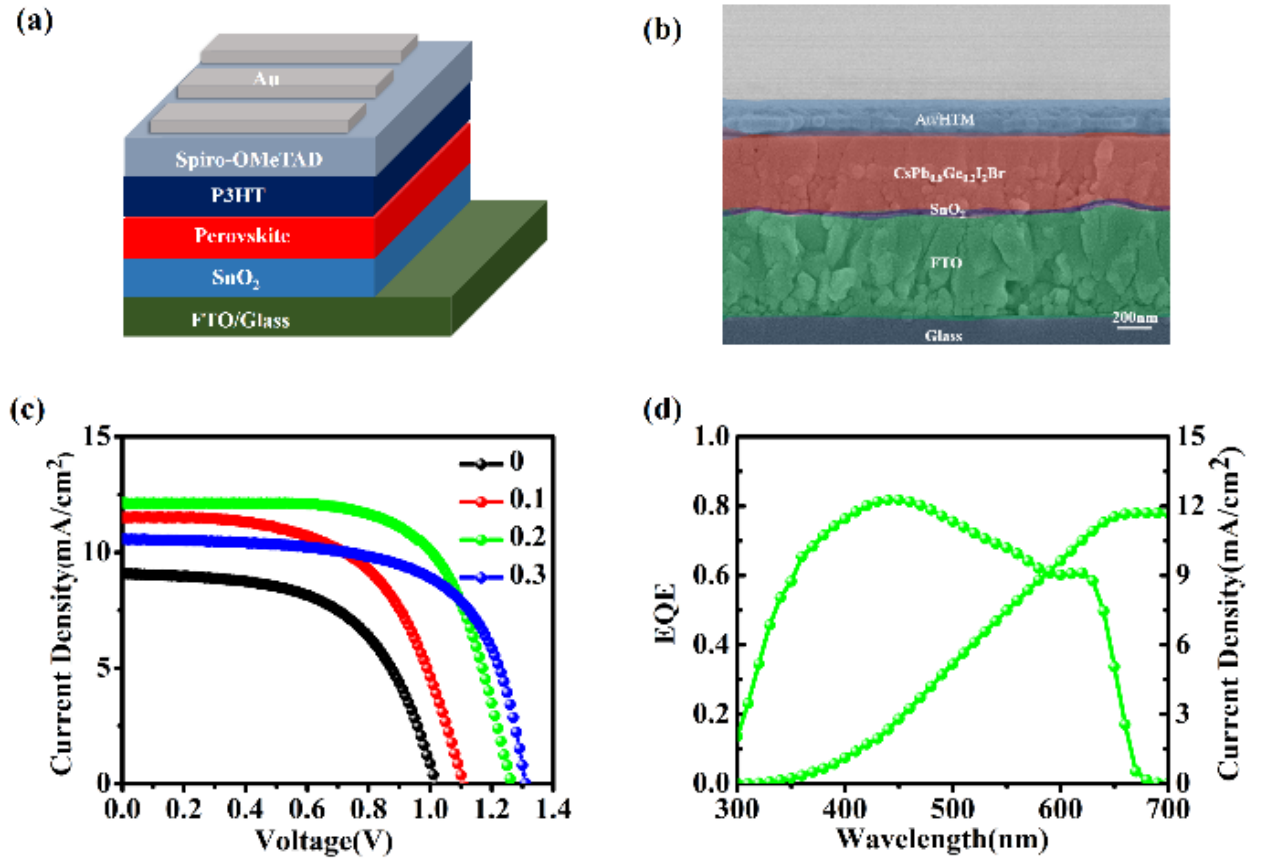 (a)
Au
Spiro-OMeTAD
P3HT
Perovskite
SnO2
FTO/Glass
(b)
Au/HTM
CsPb0.8Ge0.2I2Br
SnO2
FTO
200nm
Glass
(c)
Current Density(mA/cm2)
15
10
5
0
0.0 0.2 0.4 0.6 0.8 1.0 1.2 1.4
Voltage(V)
0
0.1
0.2
0.3
(d)
EQE
1.0
0.8
0.6
0.4
0.2
0.0
300 400 500 600 700
Wavelength(nm)
15
12
9
6
3
0
Current Density(mA/cm2)